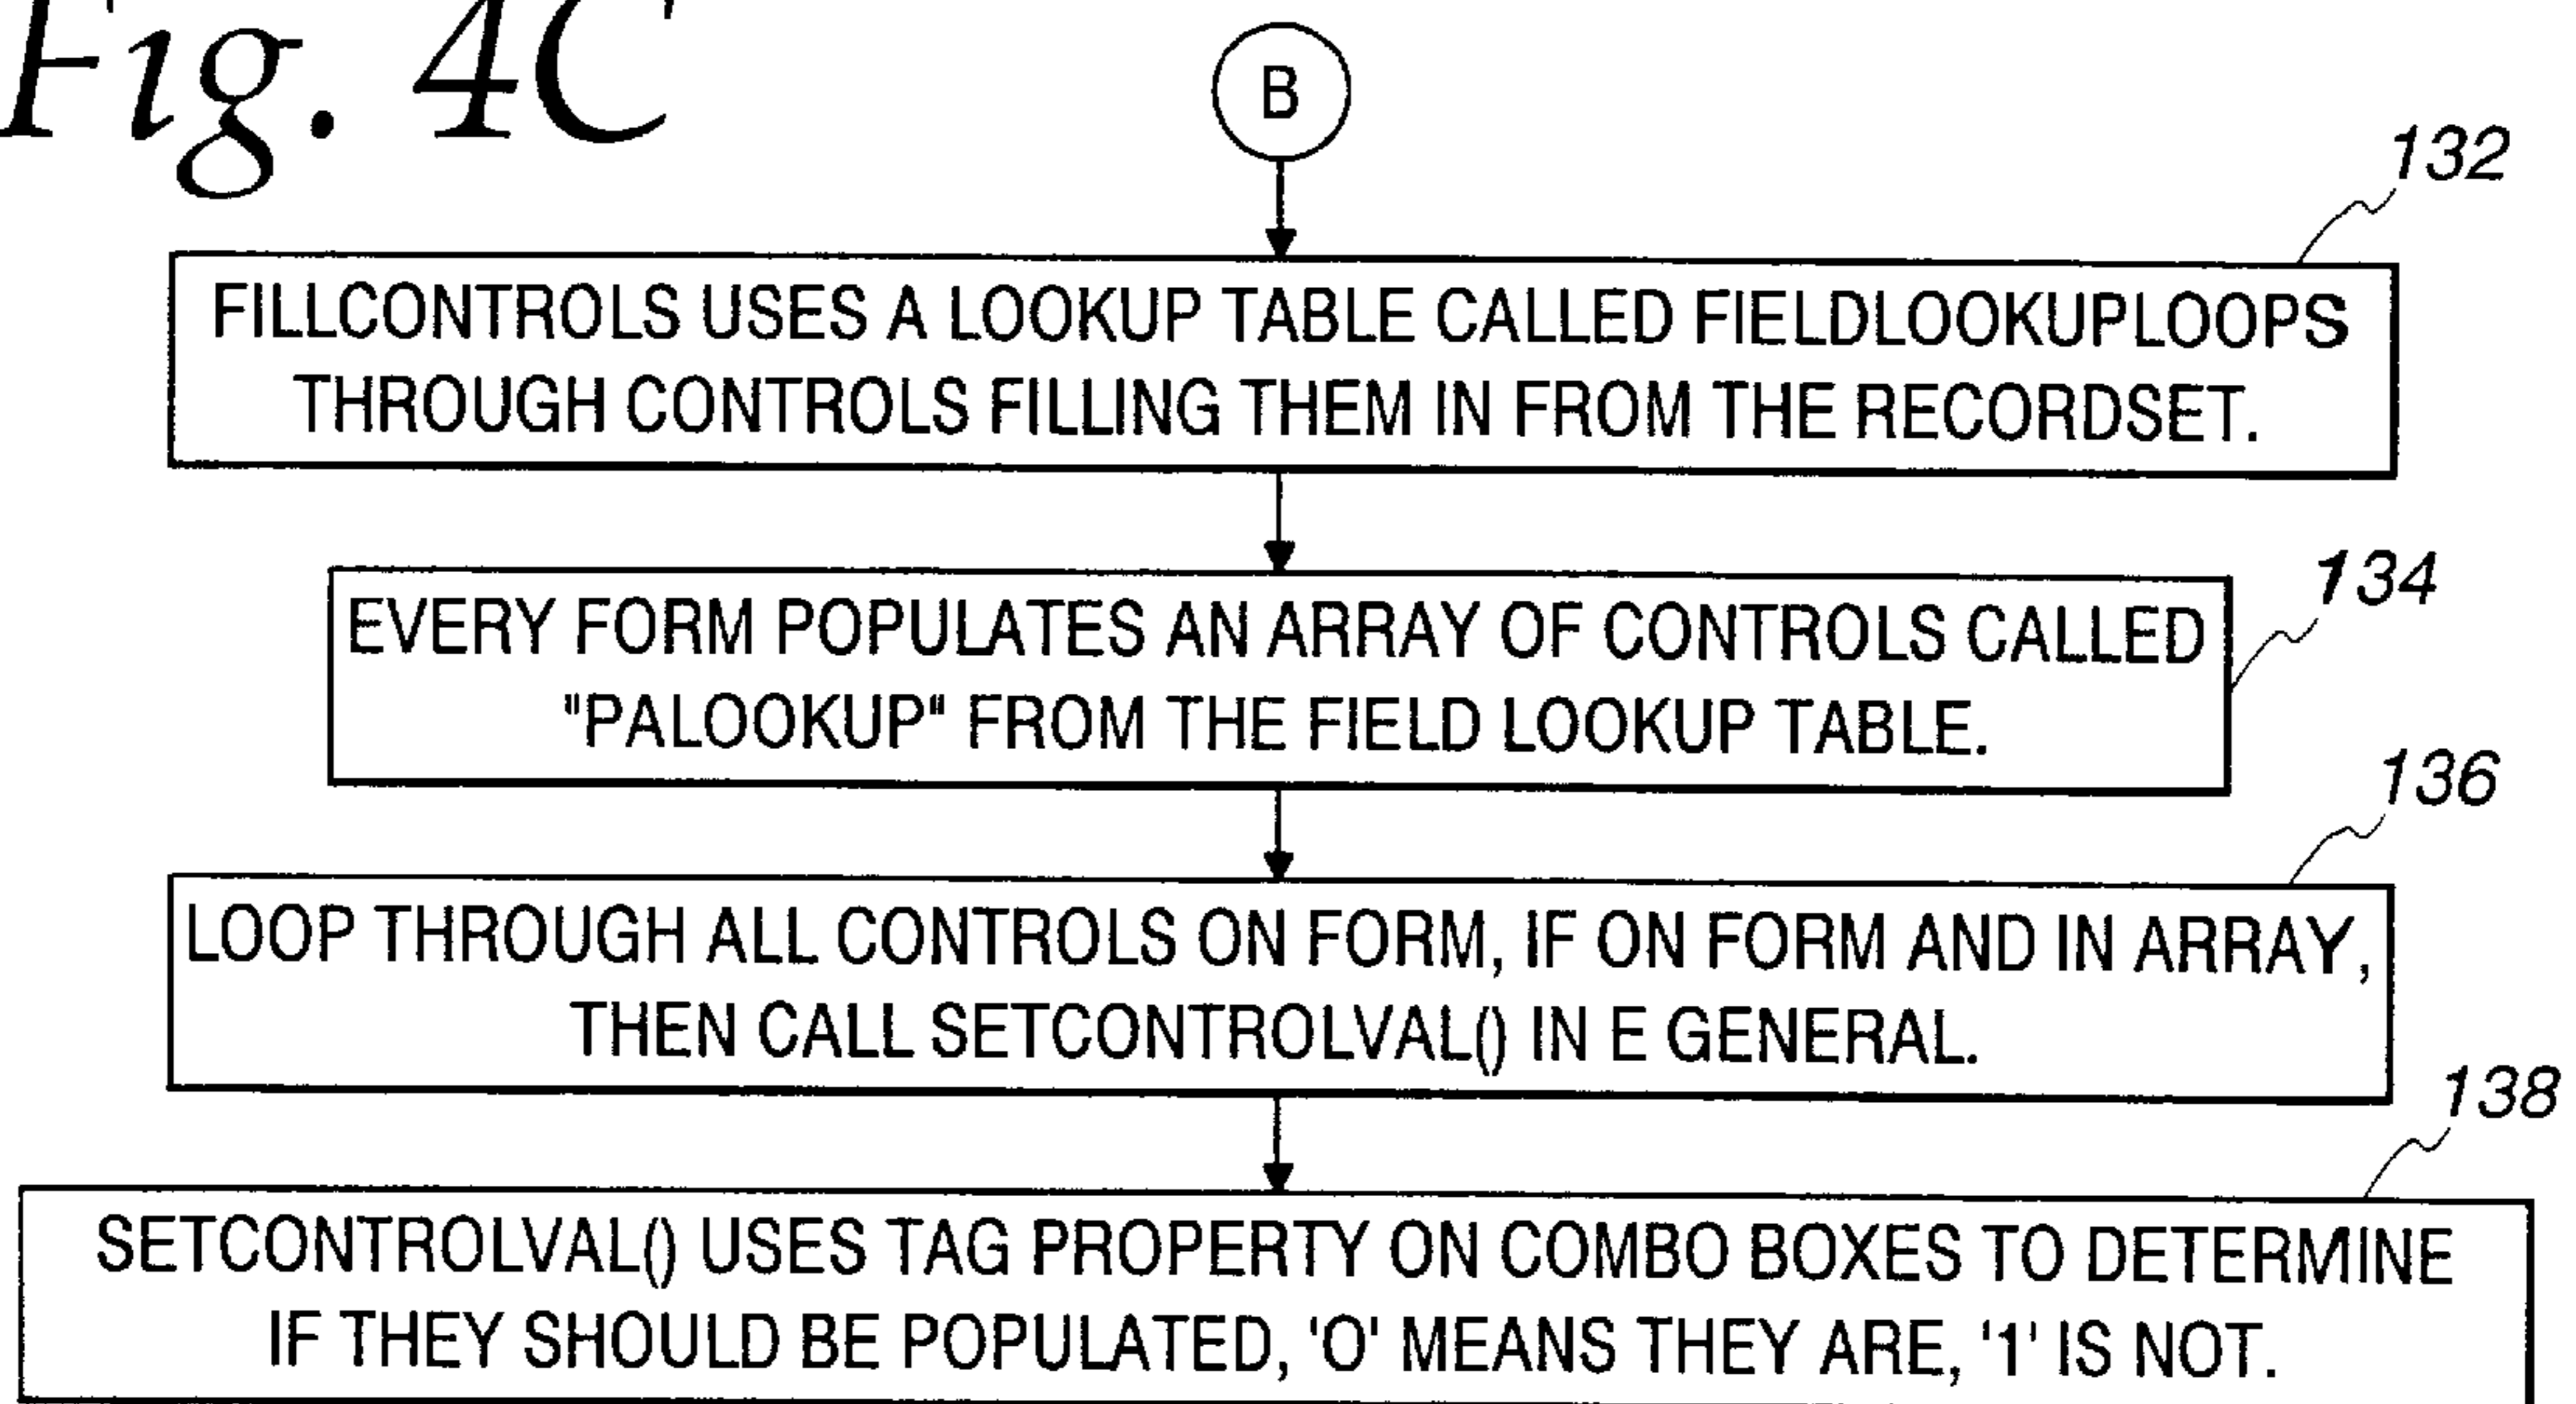 Fig. 4C
B
132
FILLCONTROLS USES A LOOKUP TABLE CALLED FIELDLOOKUPLOOPS
THROUGH CONTROLS FILLING THEM IN FROM THE RECORDSET.
134
EVERY FORM POPULATES AN ARRAY OF CONTROLS CALLED
"PALOOKUP" FROM THE FIELD LOOKUP TABLE.
136
LOOP THROUGH ALL CONTROLS ON FORM, IF ON FORM AND IN ARRAY,
THEN CALL SETCONTROLVAL() IN E GENERAL.
138
SETCONTROLVAL() USES TAG PROPERTY ON COMBO BOXES TO DETERMINE
IF THEY SHOULD BE POPULATED, 'O' MEANS THEY ARE, '1' IS NOT.